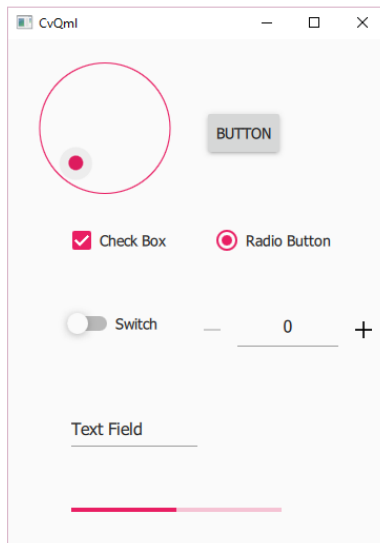 CvQml
BUTTON
Check Box
Radio Button
Switch
0
Text Field